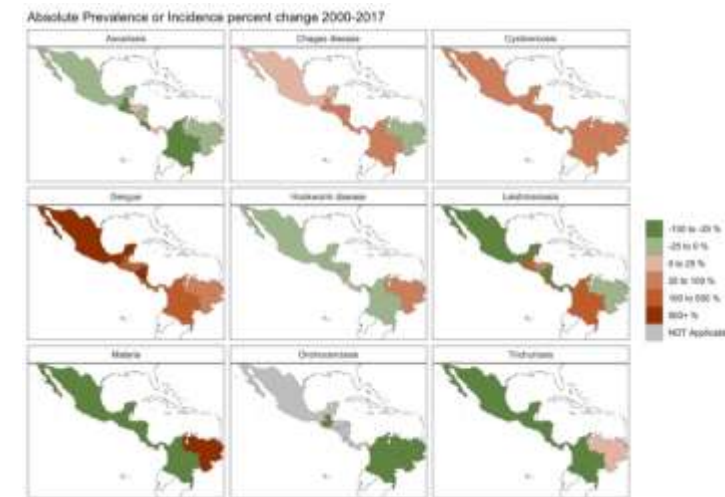 Absolute Prevalence or Incidence percent change 2000-2017
Ascariasis
Chagas disease
Cysticercosis
Dengue
Hookworm disease
Leishmaniasis
-100 to -25 %
-25 to 0 %
0 to 25 %
25 to 100 %
100 to 500 %
500+ %
NOT Applicable
Malaria
Onchocerciasis
Trichuriasis